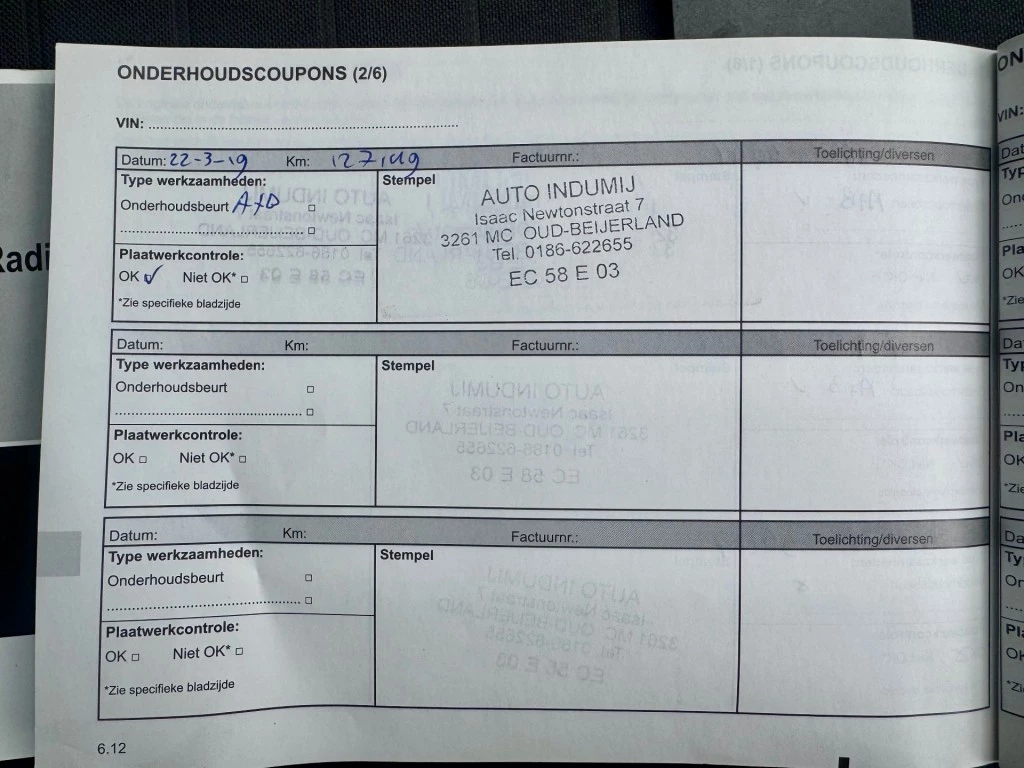 ONDERHOUDSCOUPONS (2/6)
VIN: ....................................................................
Datum: 22-3-19 Km: Factuurnr.: Toelichting/diversen
Type werkzaamheden:
Onderhoudsbeurt □
.................................................... □
Plaatwerkcontrole:
OK ✓ Niet OK* □
*Zie specifieke bladzijde
Stempel
AUTO INDUMIJ
Isaac Newtonstraat 7
3261 MC OUD-BEIJERLAND
Tel. 0186-622655
EC 58 E 03
Datum: Km: Factuurnr.: Toelichting/diversen
Type werkzaamheden:
Onderhoudsbeurt □
.................................................... □
Plaatwerkcontrole:
OK □ Niet OK* □
*Zie specifieke bladzijde
Stempel
Datum: Km: Factuurnr.: Toelichting/diversen
Type werkzaamheden:
Onderhoudsbeurt □
.................................................... □
Plaatwerkcontrole:
OK □ Niet OK* □
*Zie specifieke bladzijde
Stempel
6.12
Radi
ON
VIN: